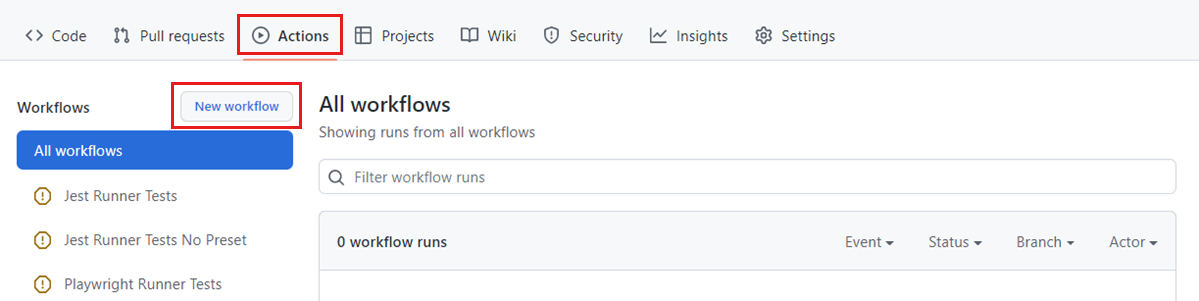 Code Pull requests Actions Projects Wiki Security Insights Settings
Workflows New workflow
All workflows
Jest Runner Tests
Jest Runner Tests No Preset
Playwright Runner Tests
All workflows
Showing runs from all workflows
Filter workflow runs
0 workflow runs Event Status Branch Actor